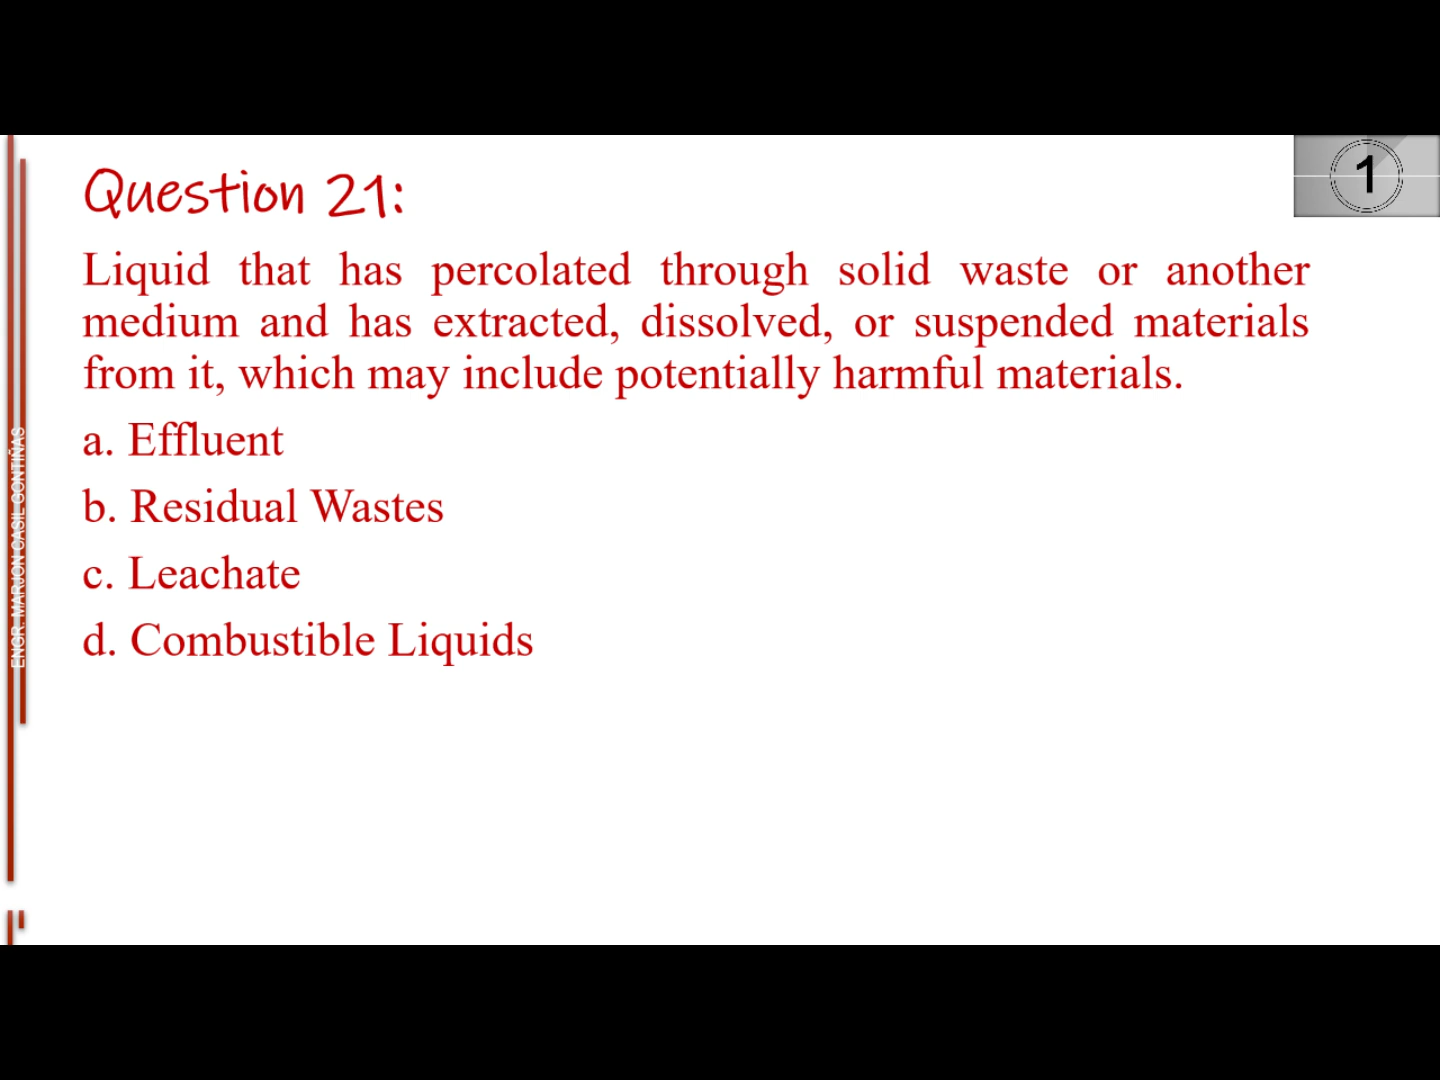 Question 21:
1
Liquid that has percolated through solid waste or another
medium and has extracted, dissolved, or suspended materials
from it, which may include potentially harmful materials.
a. Effluent
b. Residual Wastes
c. Leachate
d. Combustible Liquids
ENGR. MARJON CASIL GONTIÑAS